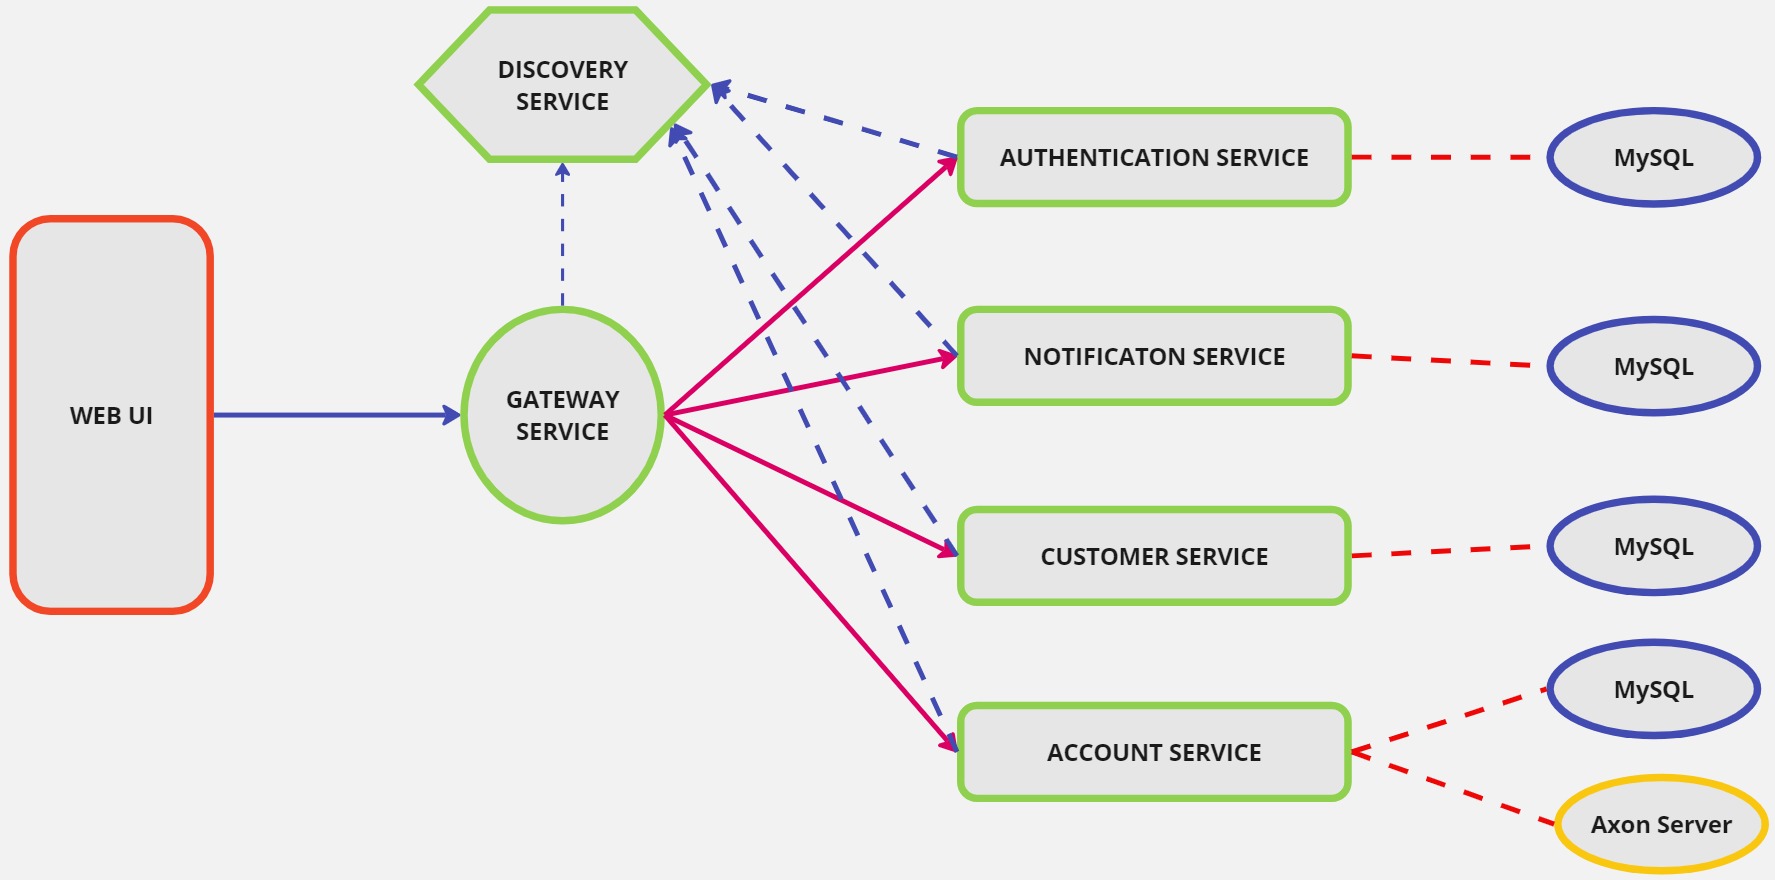 DISCOVERY
SERVICE
AUTHENTICATION SERVICE
MySQL
NOTIFICATON SERVICE
MySQL
WEB UI
GATEWAY
SERVICE
CUSTOMER SERVICE
MySQL
MySQL
ACCOUNT SERVICE
Axon Server